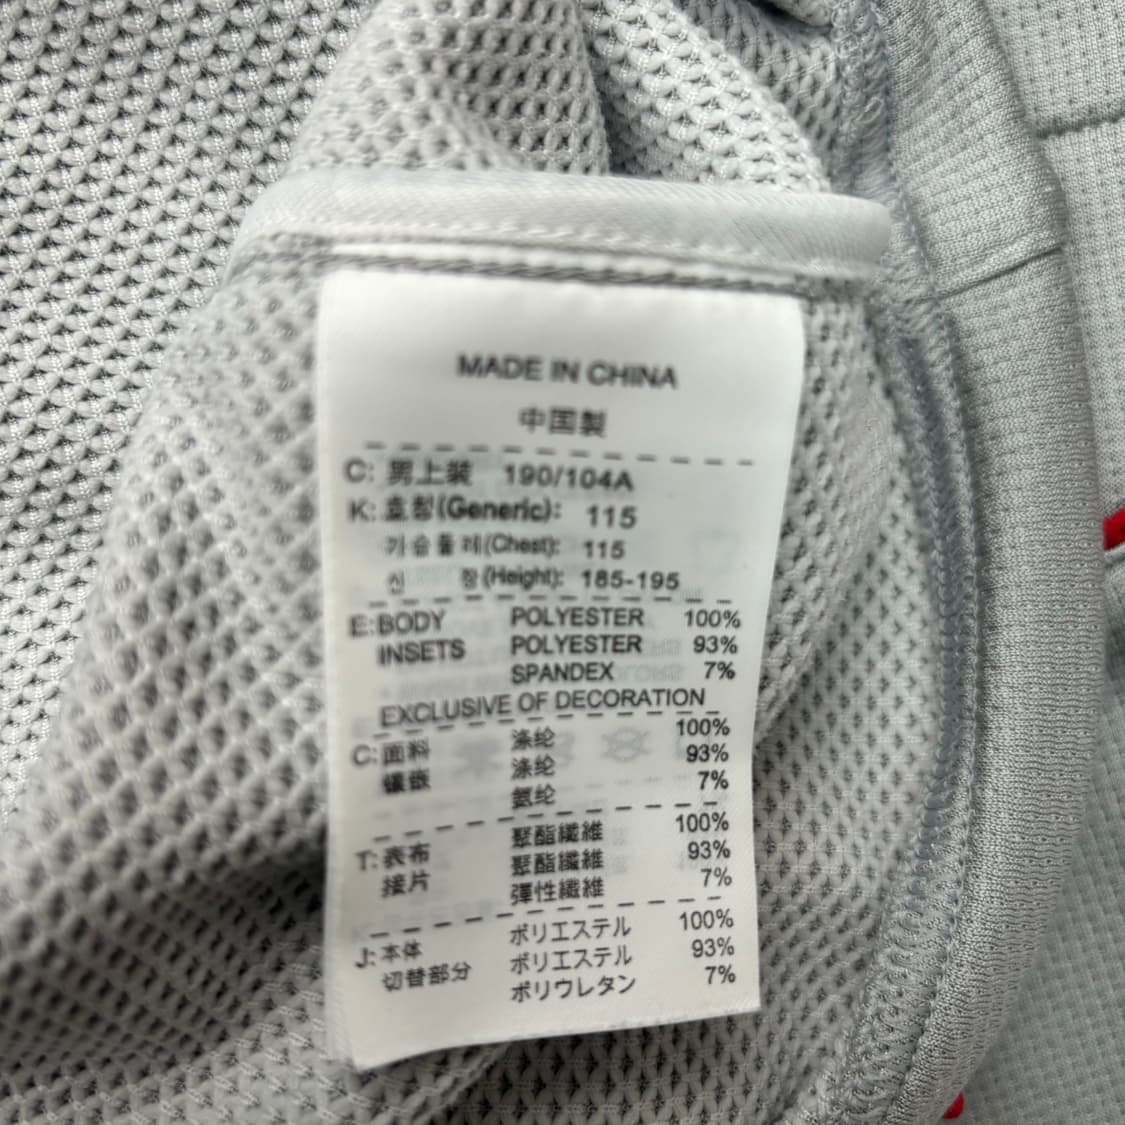 MADE IN CHINA
中国製
C: 男上装 190/104A
K: 호칭(Generic): 115
가슴둘레(Chest): 115
신 장(Height): 185-195
E: BODY POLYESTER 100%
INSETS POLYESTER 93%
SPANDEX 7%
EXCLUSIVE OF DECORATION
C: 面料 涤纶 100%
镶嵌 涤纶 93%
氨纶 7%
T: 表布 聚酯纖維 100%
接片 聚酯纖維 93%
彈性纖維 7%
J: 本体 ポリエステル 100%
切替部分 ポリエステル 93%
ポリウレタン 7%